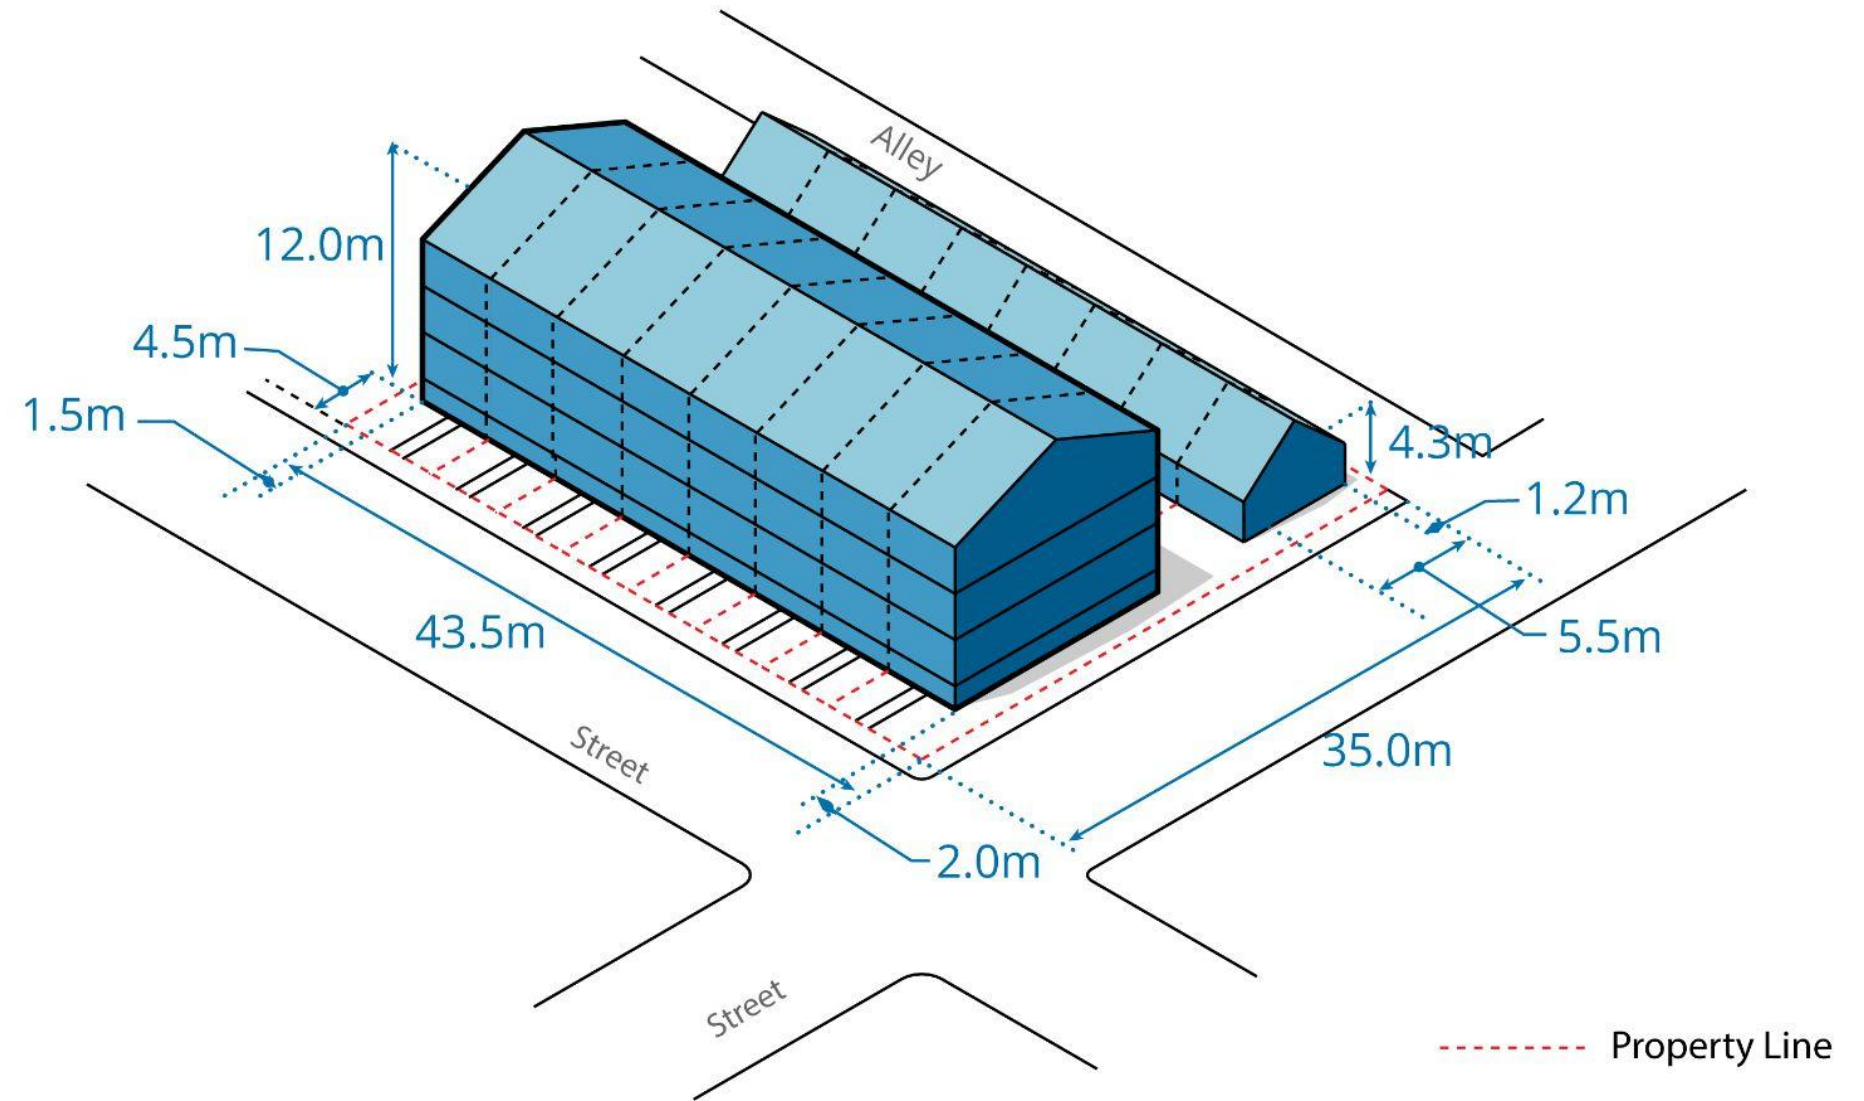 Alley
12.0m
4.5m
1.5m
4.3m
1.2m
5.5m
43.5m
35.0m
Street
2.0m
Street
Property Line